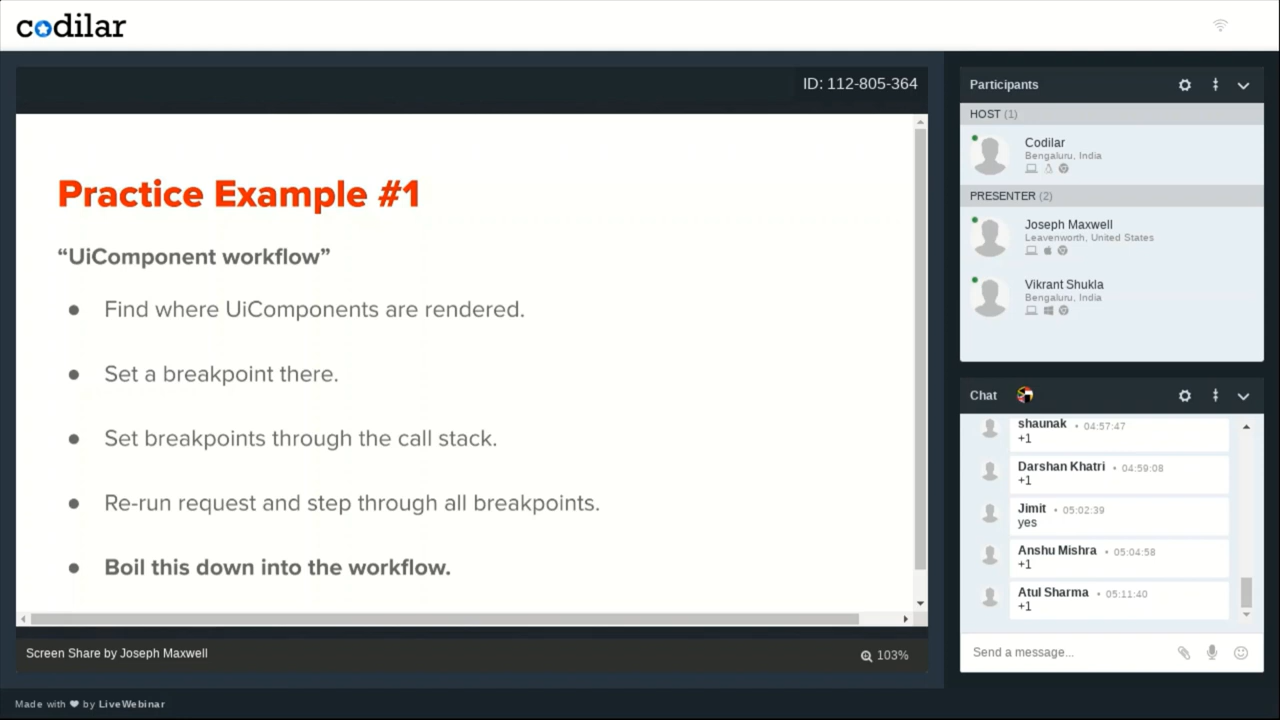 codilar
ID: 112-805-364
Practice Example #1
“UiComponent workflow”
● Find where UiComponents are rendered.
● Set a breakpoint there.
● Set breakpoints through the call stack.
● Re-run request and step through all breakpoints.
● Boil this down into the workflow.
Screen Share by Joseph Maxwell
103%
Participants
HOST (1)
Codilar
Bengaluru, India
PRESENTER (2)
Joseph Maxwell
Leavenworth, United States
Vikrant Shukla
Bengaluru, India
Chat
shaunak • 04:57:47
+1
Darshan Khatri • 04:59:08
+1
Jimit • 05:02:39
yes
Anshu Mishra • 05:04:58
+1
Atul Sharma • 05:11:40
+1
Send a message...
Made with ❤ by LiveWebinar